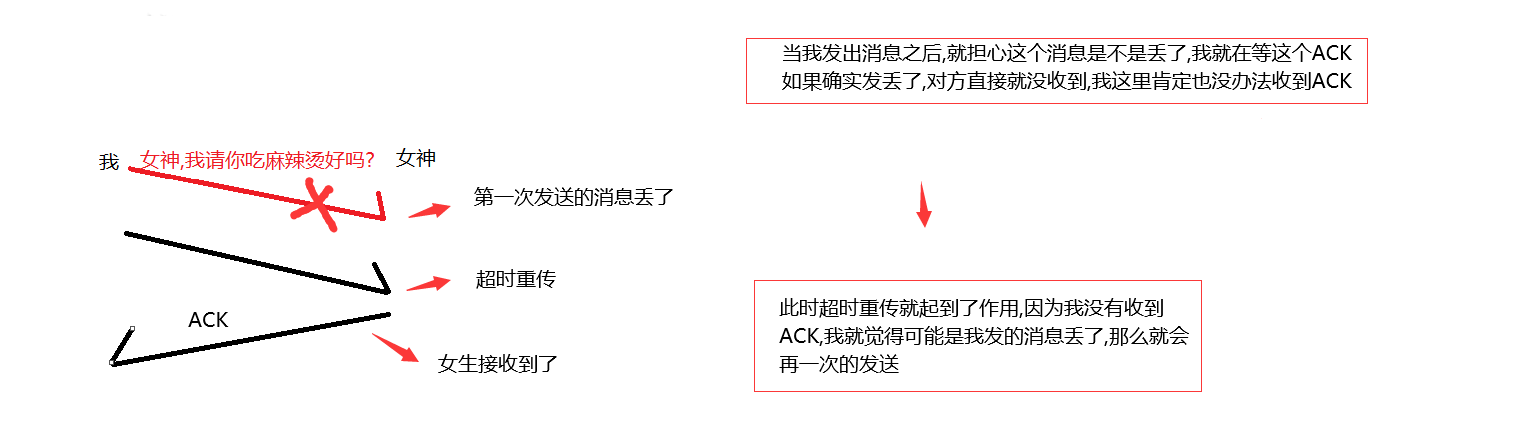 当我发出消息之后,就担心这个消息是不是丢了,我就在等这个ACK
如果确实发丢了,对方直接就没收到,我这里肯定也没办法收到ACK
我 女神,我请你吃麻辣烫好吗? 女神
第一次发送的消息丢了
超时重传
ACK
女生接收到了
此时超时重传就起到了作用,因为我没有收到
ACK,我就觉得可能是我发的消息丢了,那么就会
再一次的发送